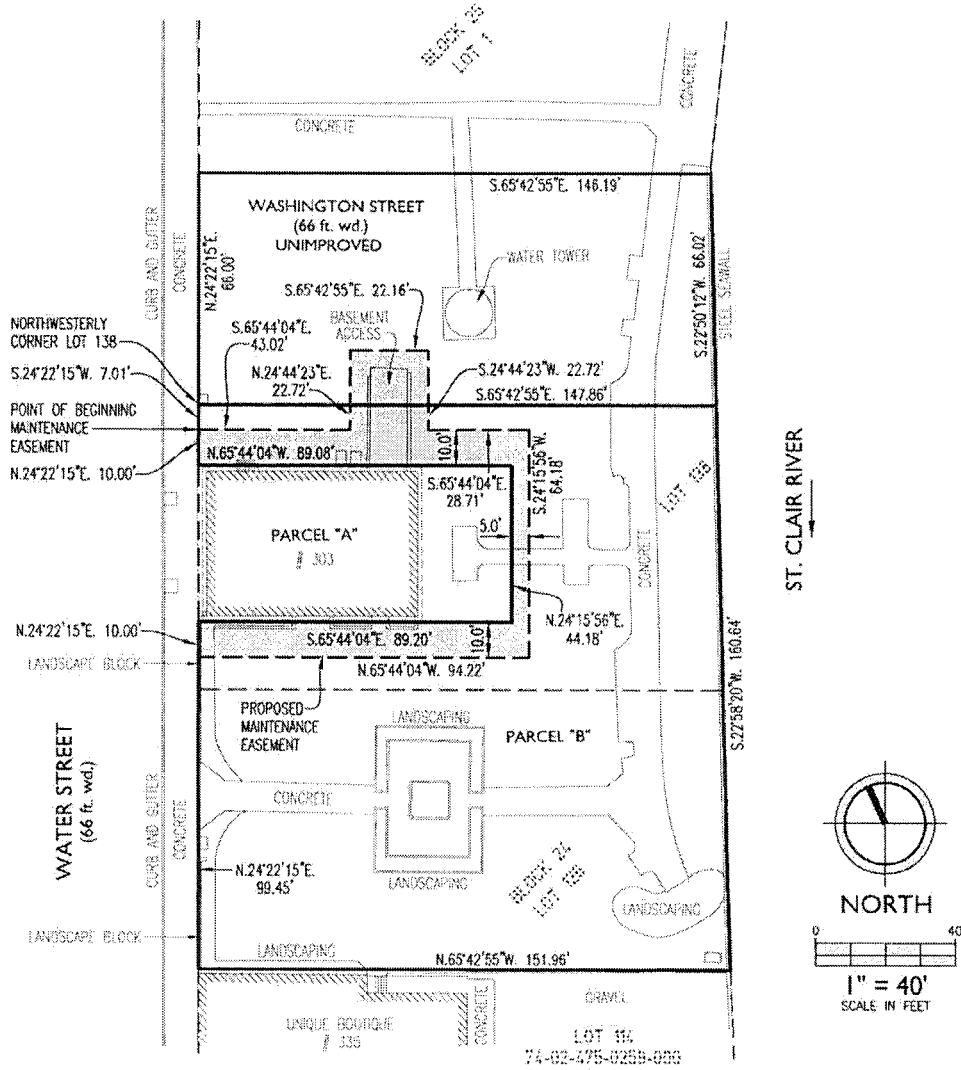 BLOCK 25
LOT 1
CONCRETE
CONCRETE
S.65°42'55"E. 146.19'
WASHINGTON STREET
(66 ft. wd.)
UNIMPROVED
CURB AND GUTTER
CONCRETE
N.24°22'15"E.
66.00'
WATER TOWER
S.22°50'12"W. 66.02'
STEEL SEAWALL
S.65°42'55"E. 22.16'
BASEMENT
ACCESS
NORTHWESTERLY
CORNER LOT 138
S.65°44'04"E.
43.02'
S.24°22'15"W. 7.01'
N.24°44'23"E.
22.72'
S.24°44'23"W. 22.72'
S.65°42'55"E. 147.86'
POINT OF BEGINNING
MAINTENANCE
EASEMENT
N.24°22'15"E. 10.00'
N.65°44'04"W. 89.08'
10.0'
S.65°44'04"E.
28.71'
S.24°15'56"W.
64.18'
LOT 138
ST. CLAIR RIVER
PARCEL "A"
# 303
5.0'
CONCRETE
N.24°15'56"E.
44.18'
N.24°22'15"E. 10.00'
S.65°44'04"E. 89.20'
10.0'
LANDSCAPE BLOCK
N.65°44'04"W. 94.22'
S.22°58'20"W. 160.64'
PROPOSED
MAINTENANCE
EASEMENT
LANDSCAPING
PARCEL "B"
WATER STREET
(66 ft. wd.)
CURB AND GUTTER
CONCRETE
CONCRETE
N.24°22'15"E.
99.45'
LANDSCAPING
BLOCK 24
LANDSCAPING
NORTH
LANDSCAPE BLOCK
LANDSCAPING
N.65°42'55"W. 151.96'
0 40
1" = 40'
SCALE IN FEET
CONCRETE
GRAVEL
UNIQUE BOUTIQUE
# 335
LOT 114
74-02-475-0259-000